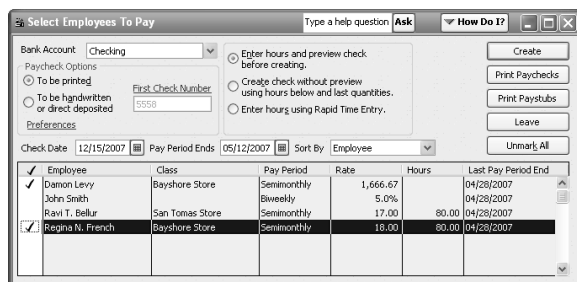 Select Employees To Pay Type a help question Ask How Do I?
Bank Account Checking
Paycheck Options
To be printed
To be handwritten
or direct deposited
First Check Number
5558
Preferences
Enter hours and preview check
before creating.
Create check without preview
using hours below and last quantities.
Enter hours using Rapid Time Entry.
Create
Print Paychecks
Print Paystubs
Leave
Unmark All
Check Date 12/15/2007 Pay Period Ends 05/12/2007 Sort By Employee
Employee Class Pay Period Rate Hours Last Pay Period End
Damon Levy Bayshore Store Semimonthly 1,666.67 04/28/2007
John Smith Biweekly 5.0%
Ravi T. Bellur San Tomas Store Semimonthly 17.00 80.00 04/28/2007
Regina N. French Bayshore Store Semimonthly 18.00 80.00 04/28/2007